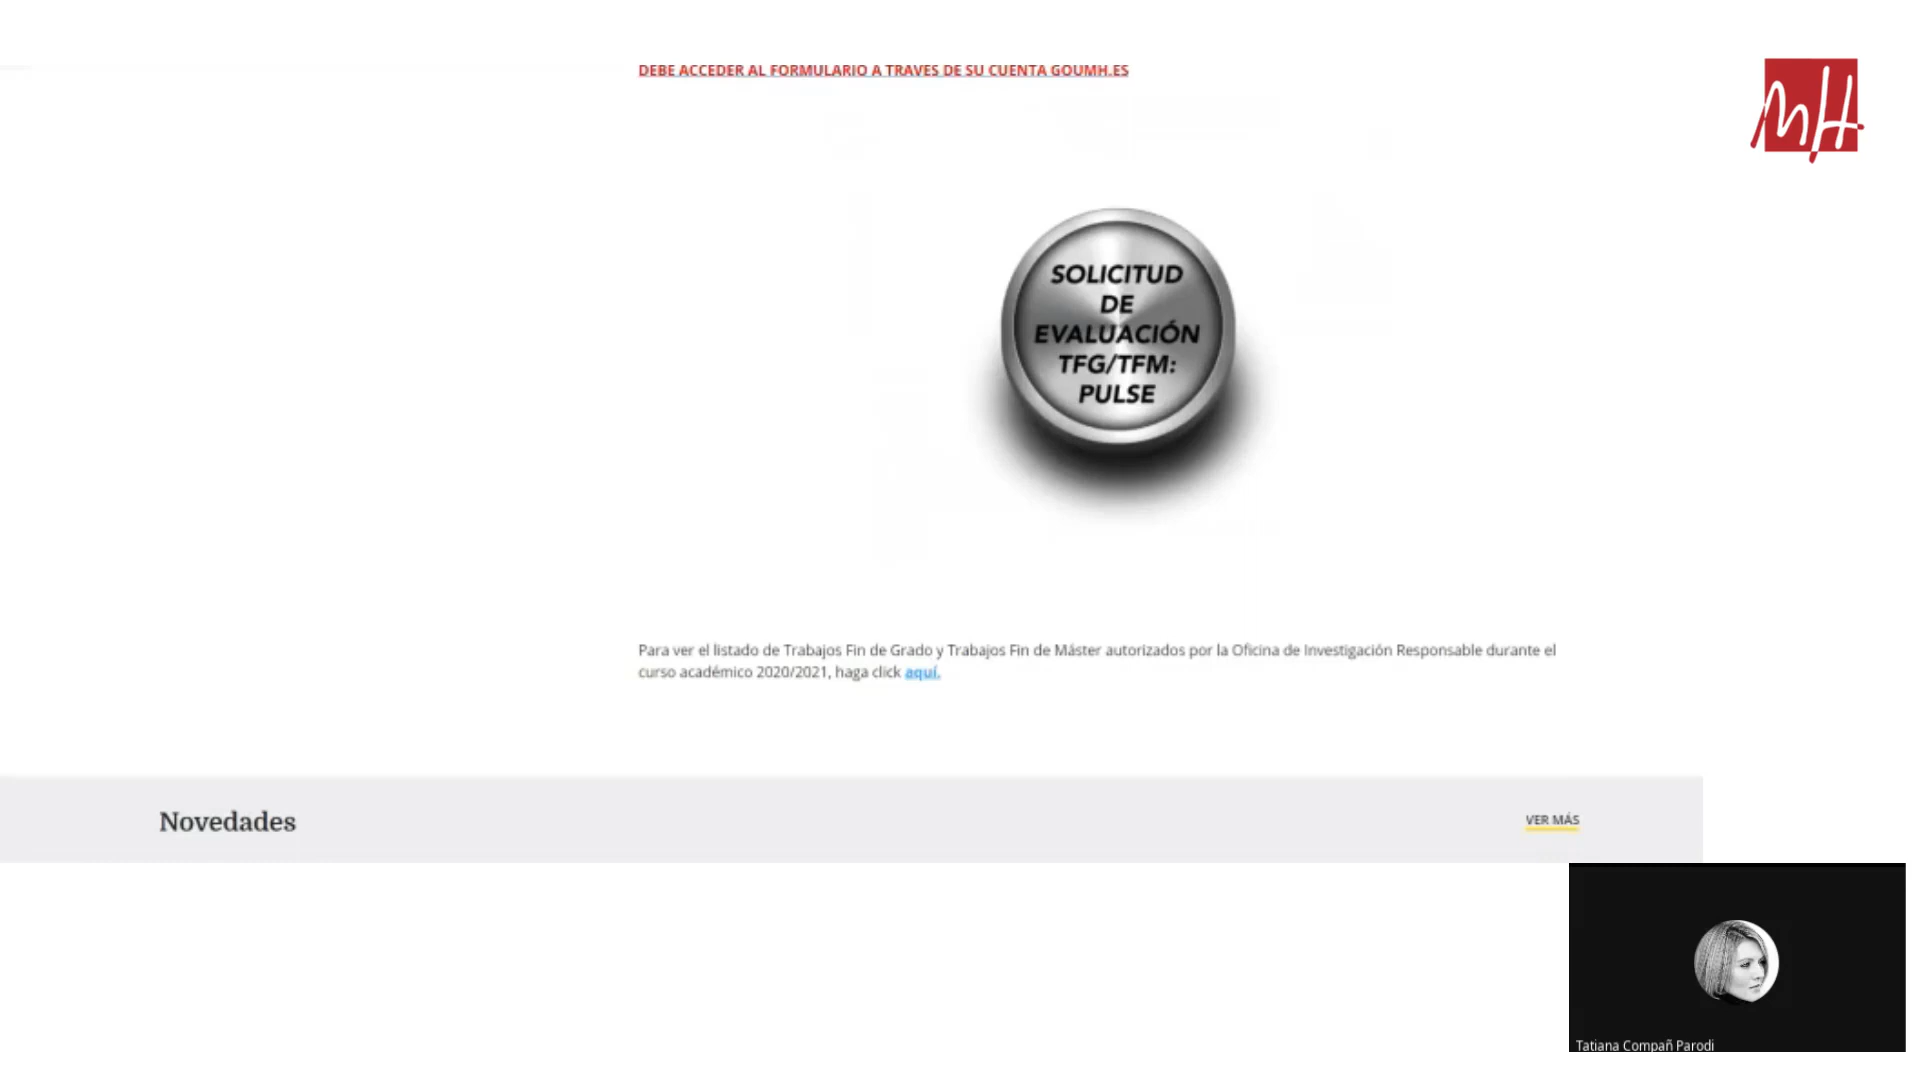 DEBE ACCEDER AL FORMULARIO A TRAVES DE SU CUENTA GOUMH.ES
MH
SOLICITUD
DE
EVALUACIÓN
TFG/TFM:
PULSE
Para ver el listado de Trabajos Fin de Grado y Trabajos Fin de Máster autorizados por la Oficina de Investigación Responsable durante el
curso académico 2020/2021, haga click aquí.
Novedades
VER MÁS
Tatiana Compañ Parodi